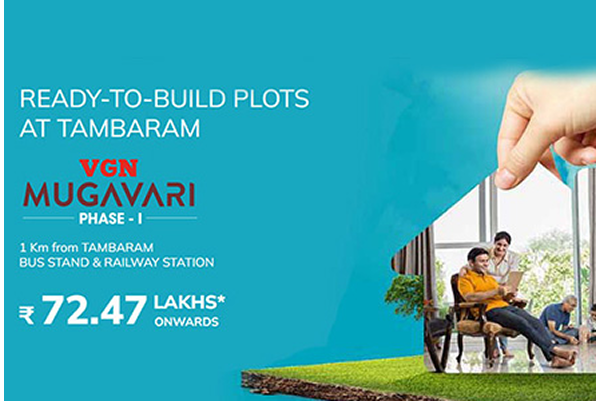 READY-TO-BUILD PLOTS
AT TAMBARAM
VGN
MUGAVARI
PHASE - I
1 Km from TAMBARAM
BUS STAND & RAILWAY STATION
₹ 72.47 LAKHS*
ONWARDS